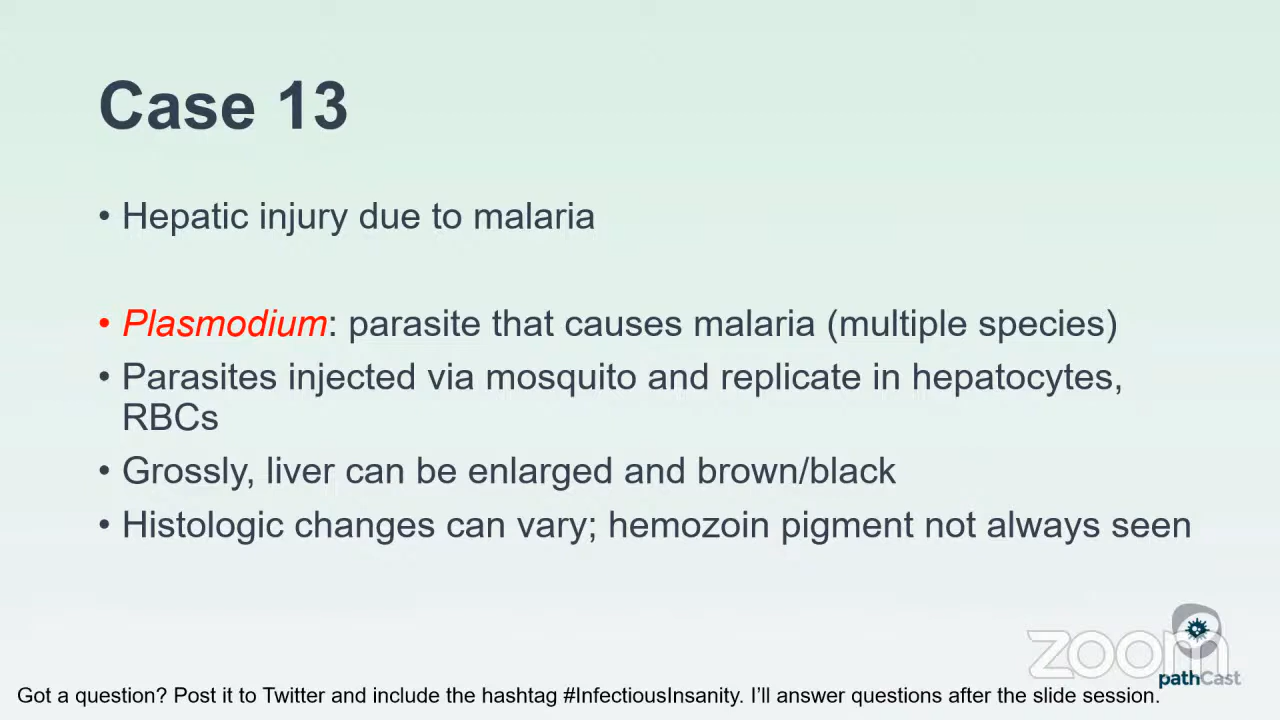 Case 13
• Hepatic injury due to malaria
• Plasmodium: parasite that causes malaria (multiple species)
• Parasites injected via mosquito and replicate in hepatocytes,
RBCs
• Grossly, liver can be enlarged and brown/black
• Histologic changes can vary; hemozoin pigment not always seen
zoom
pathCast
Got a question? Post it to Twitter and include the hashtag #InfectiousInsanity. I’ll answer questions after the slide session.